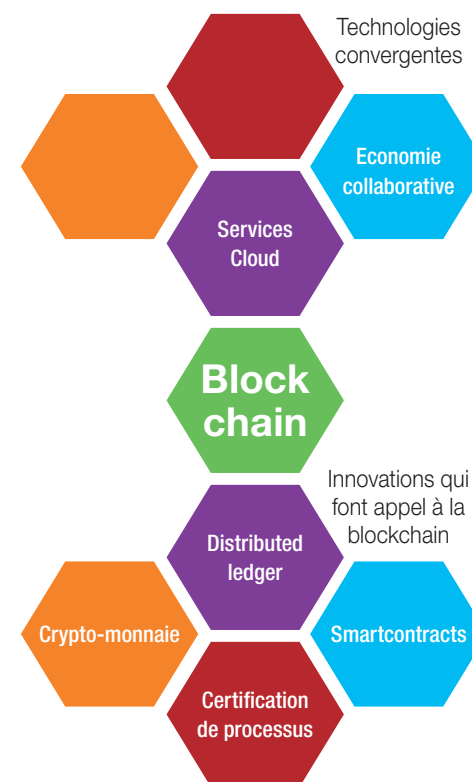 Technologies
convergentes
Economie
collaborative
Services
Cloud
Block
chain
Innovations qui
font appel à la
blockchain
Distributed
ledger
Crypto-monnaie
Smartcontracts
Certification
de processus